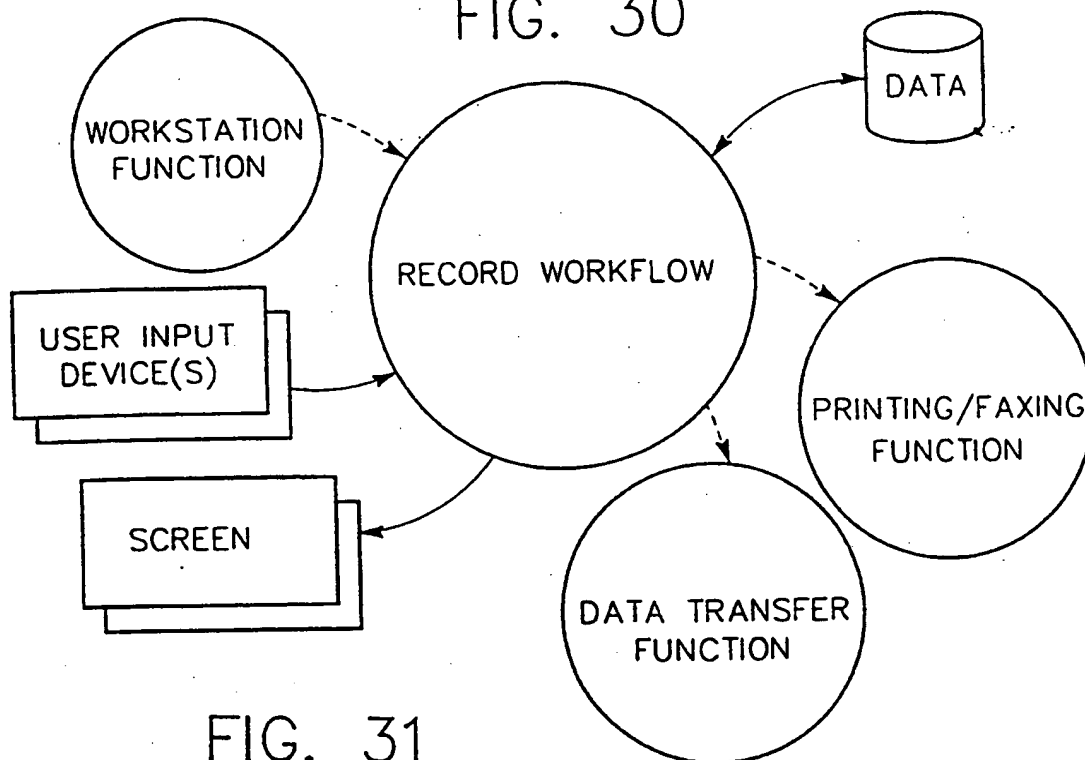 FIG. 30
DATA
WORKSTATION
FUNCTION
RECORD WORKFLOW
USER INPUT
DEVICE(S)
PRINTING/FAXING
FUNCTION
SCREEN
DATA TRANSFER
FUNCTION
FIG. 31